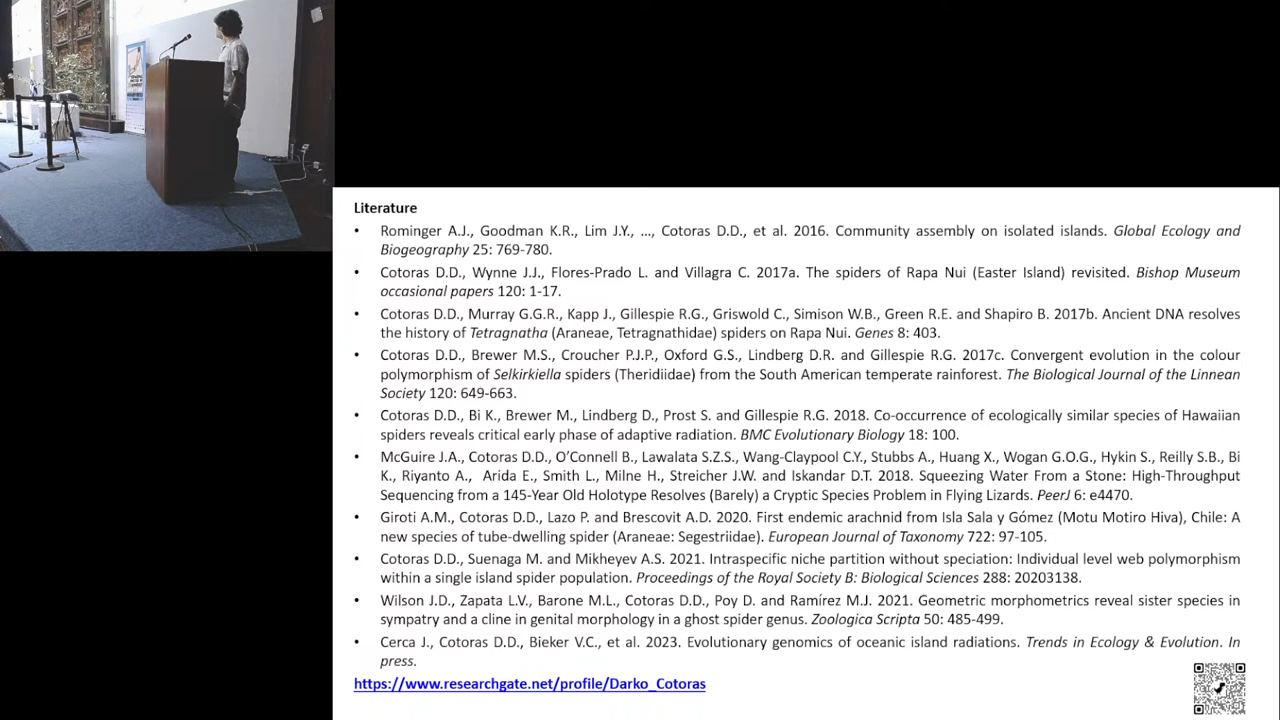 Literature
• Rominger A.J., Goodman K.R., Lim J.Y., ..., Cotoras D.D., et al. 2016. Community assembly on isolated islands. Global Ecology and
Biogeography 25: 769-780.
• Cotoras D.D., Wynne J.J., Flores-Prado L. and Villagra C. 2017a. The spiders of Rapa Nui (Easter Island) revisited. Bishop Museum
occasional papers 120: 1-17.
• Cotoras D.D., Murray G.G.R., Kapp J., Gillespie R.G., Griswold C., Simison W.B., Green R.E. and Shapiro B. 2017b. Ancient DNA resolves
the history of Tetragnatha (Araneae, Tetragnathidae) spiders on Rapa Nui. Genes 8: 403.
• Cotoras D.D., Brewer M.S., Croucher P.J.P., Oxford G.S., Lindberg D.R. and Gillespie R.G. 2017c. Convergent evolution in the colour
polymorphism of Selkirkiella spiders (Theridiidae) from the South American temperate rainforest. The Biological Journal of the Linnean
Society 120: 649-663.
• Cotoras D.D., Bi K., Brewer M., Lindberg D., Prost S. and Gillespie R.G. 2018. Co-occurrence of ecologically similar species of Hawaiian
spiders reveals critical early phase of adaptive radiation. BMC Evolutionary Biology 18: 100.
• McGuire J.A., Cotoras D.D., O'Connell B., Lawalata S.Z.S., Wang-Claypool C.Y., Stubbs A., Huang X., Wogan G.O.G., Hykin S., Reilly S.B., Bi
K., Riyanto A., Arida E., Smith L., Milne H., Streicher J.W. and Iskandar D.T. 2018. Squeezing Water From a Stone: High-Throughput
Sequencing from a 145-Year Old Holotype Resolves (Barely) a Cryptic Species Problem in Flying Lizards. PeerJ 6: e4470.
• Giroti A.M., Cotoras D.D., Lazo P. and Brescovit A.D. 2020. First endemic arachnid from Isla Sala y Gómez (Motu Motiro Hiva), Chile: A
new species of tube-dwelling spider (Araneae: Segestriidae). European Journal of Taxonomy 722: 97-105.
• Cotoras D.D., Suenaga M. and Mikheyev A.S. 2021. Intraspecific niche partition without speciation: Individual level web polymorphism
within a single island spider population. Proceedings of the Royal Society B: Biological Sciences 288: 20203138.
• Wilson J.D., Zapata L.V., Barone M.L., Cotoras D.D., Poy D. and Ramírez M.J. 2021. Geometric morphometrics reveal sister species in
sympatry and a cline in genital morphology in a ghost spider genus. Zoologica Scripta 50: 485-499.
• Cerca J., Cotoras D.D., Bieker V.C., et al. 2023. Evolutionary genomics of oceanic island radiations. Trends in Ecology & Evolution. In
press.
https://www.researchgate.net/profile/Darko_Cotoras